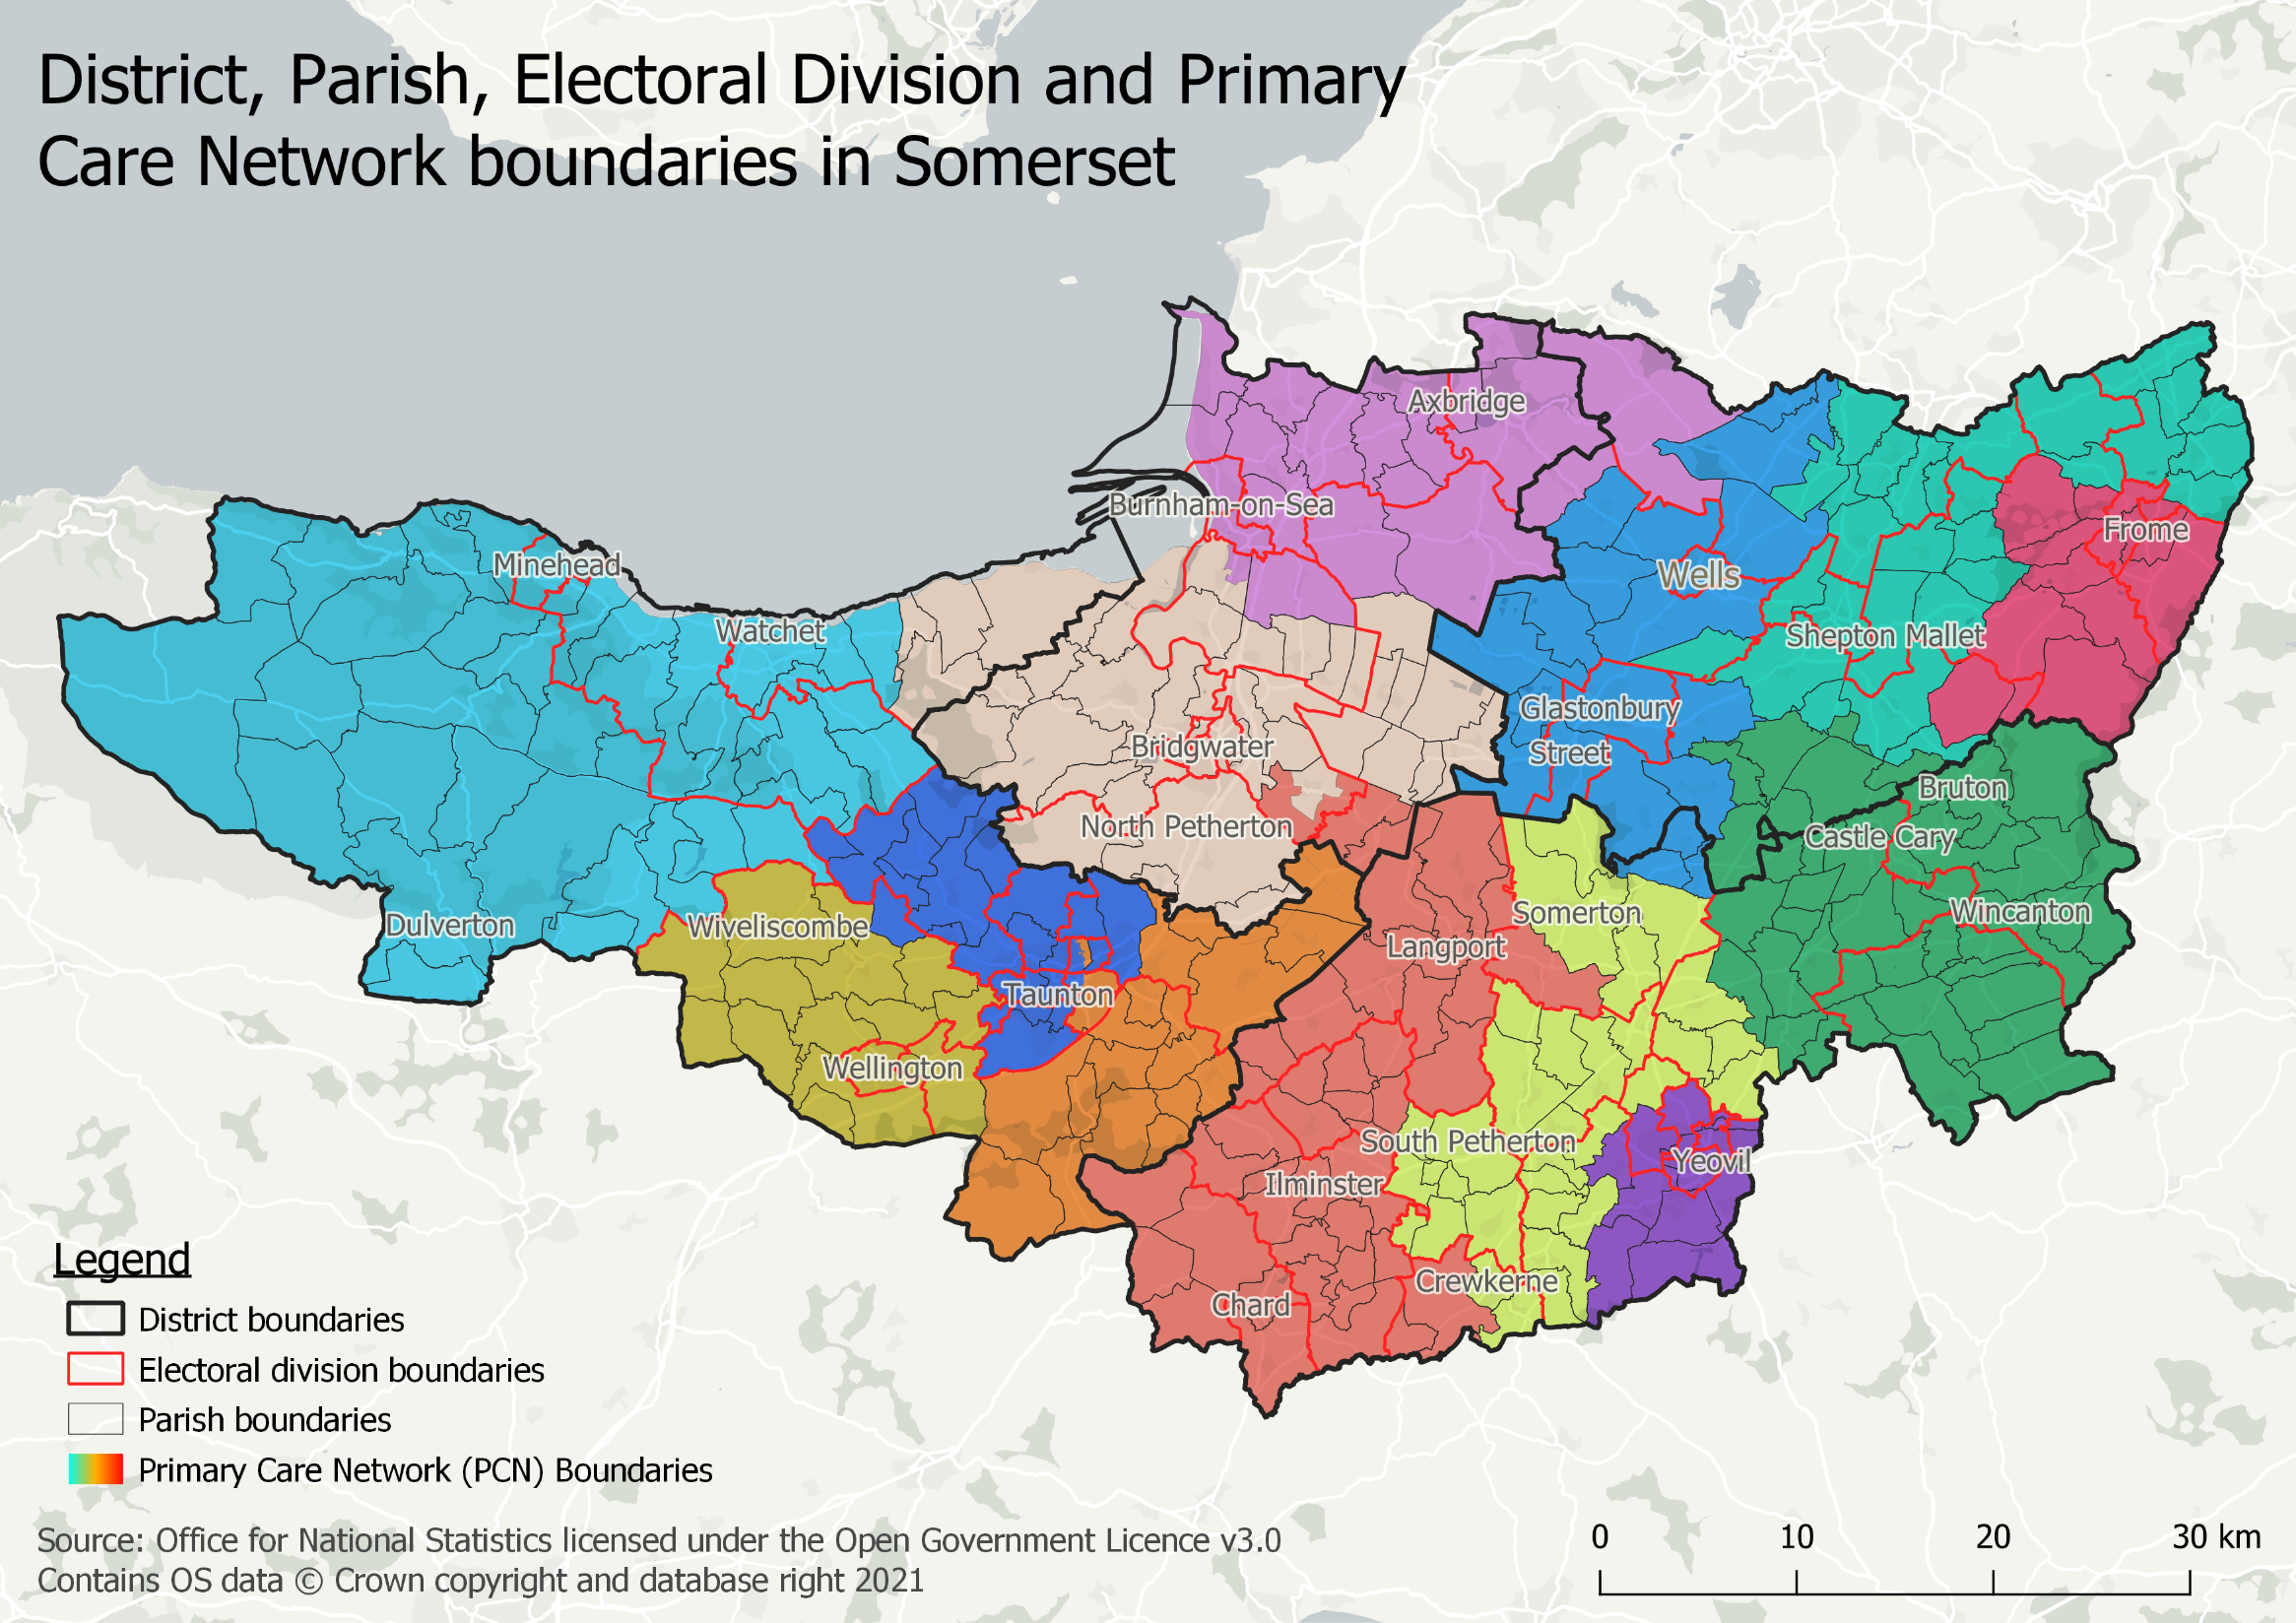 District, Parish, Electoral Division and Primary
Care Network boundaries in Somerset
Axbridge
Burnham-on-Sea
Frome
Minehead
Wells
Watchet
Shepton Mallet
Glastonbury
Bridgwater
Street
Bruton
North Petherton
Castle Cary
Dulverton
Wiveliscombe
Somerton
Wincanton
Langport
Taunton
Wellington
South Petherton
Yeovil
Ilminster
Crewkerne
Chard
Legend
District boundaries
Electoral division boundaries
Parish boundaries
Primary Care Network (PCN) Boundaries
Source: Office for National Statistics licensed under the Open Government Licence v3.0
Contains OS data © Crown copyright and database right 2021
0 10 20 30 km